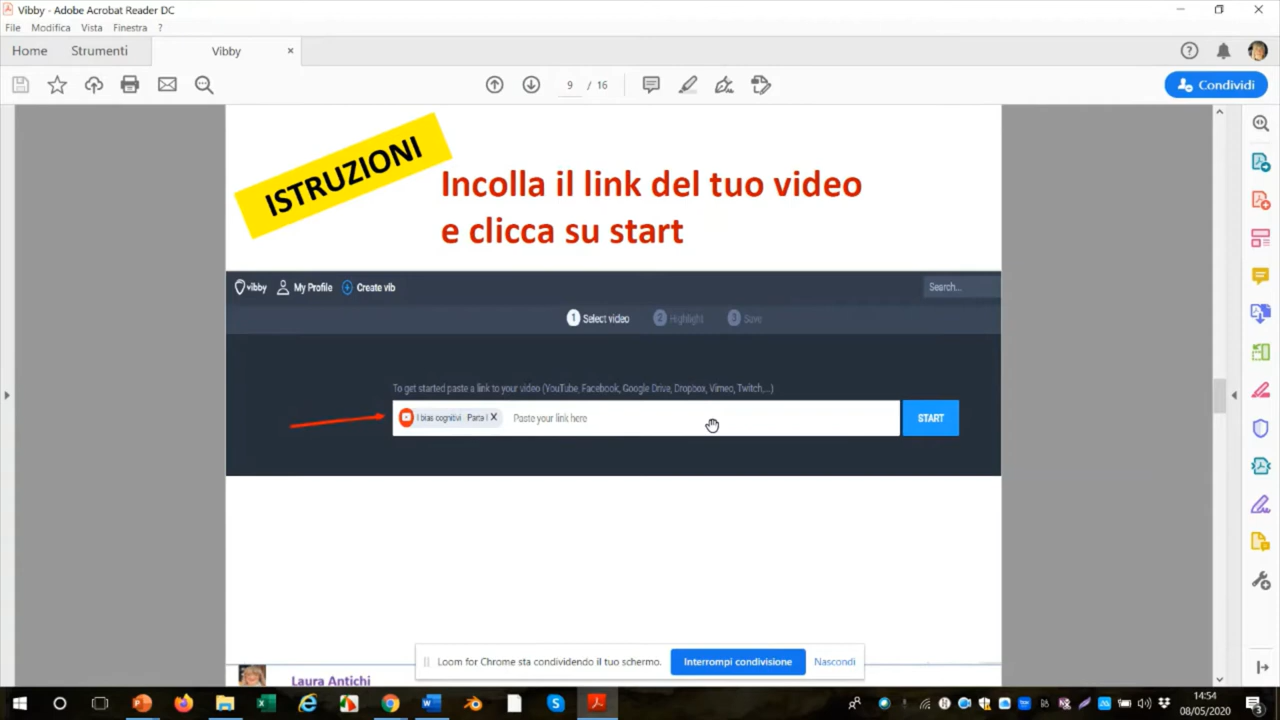 Vibby - Adobe Acrobat Reader DC
File Modifica Vista Finestra ?
Home Strumenti Vibby ×
9 / 16
Condividi
ISTRUZIONI
Incolla il link del tuo video
e clicca su start
vibby My Profile Create vib Search...
1 Select video 2 Highlight 3 Save
To get started paste a link to your video (YouTube, Facebook, Google Drive, Dropbox, Vimeo, Twitch,...)
I bias cognitivi Parte I X Paste your link here START
Loom for Chrome sta condividendo il tuo schermo. Interrompi condivisione Nascondi
Laura Antichi
14:54
08/05/2020
3